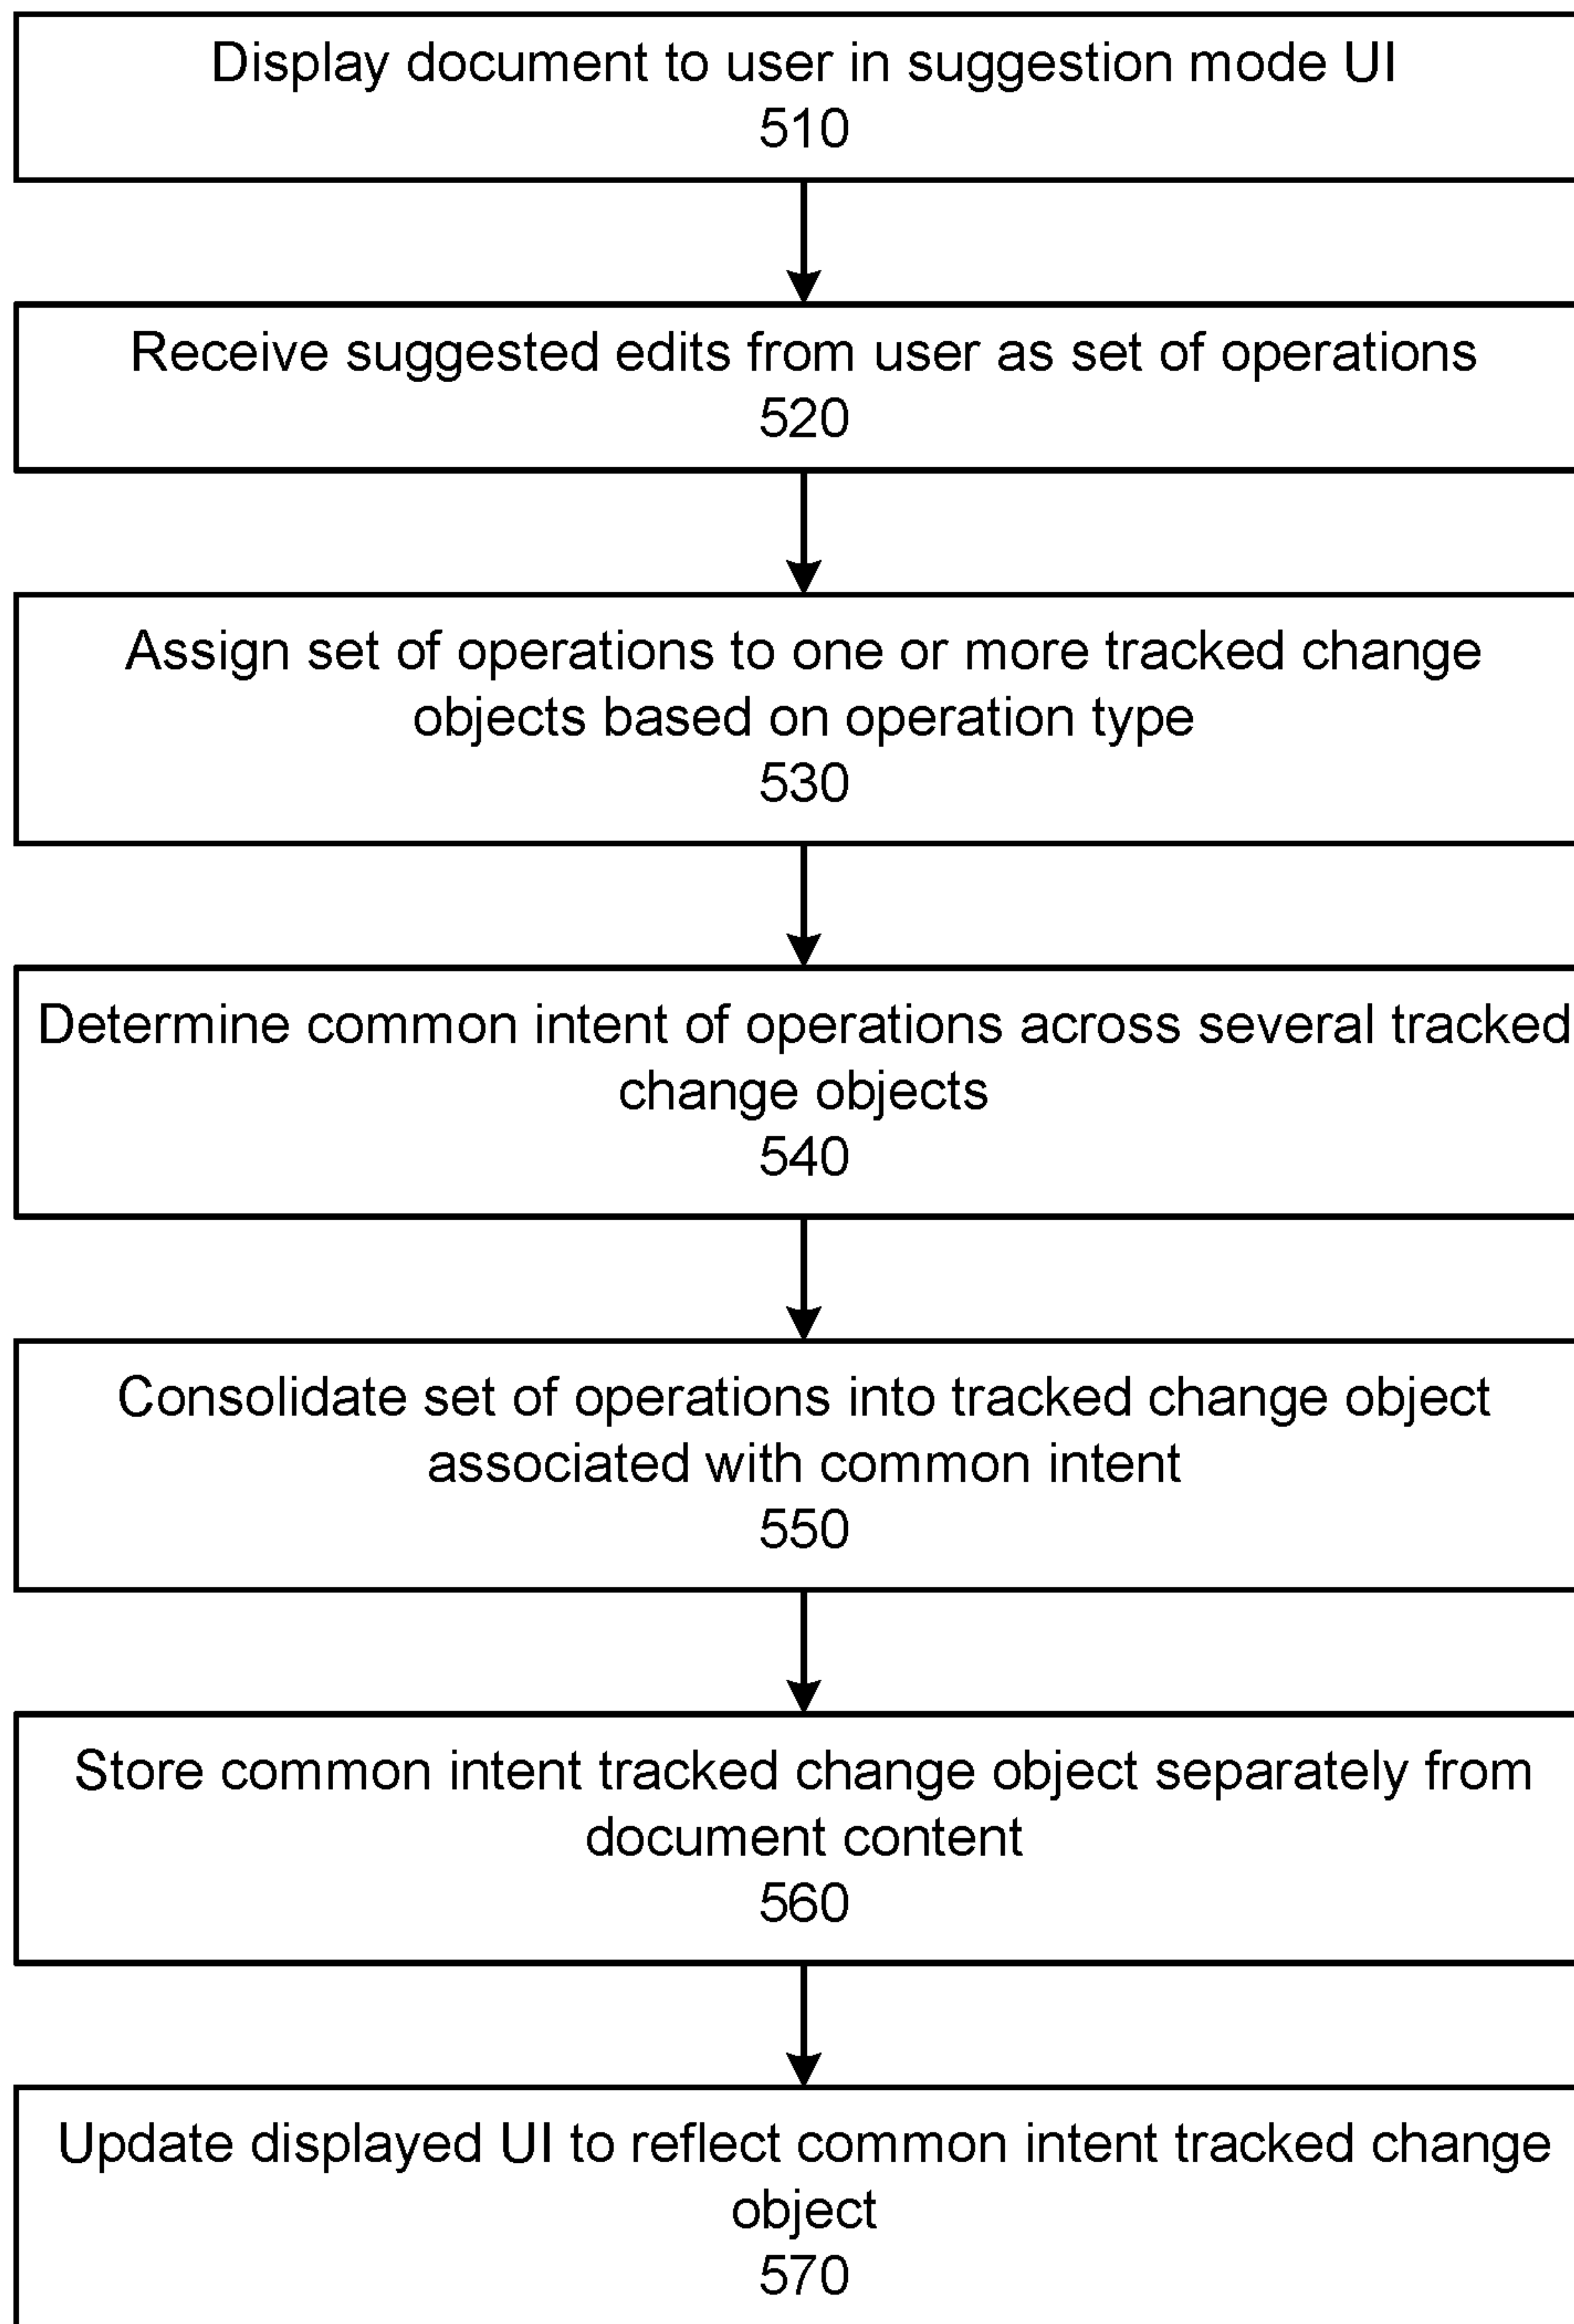 Display document to user in suggestion mode UI
510
Receive suggested edits from user as set of operations
520
Assign set of operations to one or more tracked change
objects based on operation type
530
Determine common intent of operations across several tracked
change objects
540
Consolidate set of operations into tracked change object
associated with common intent
550
Store common intent tracked change object separately from
document content
560
Update displayed UI to reflect common intent tracked change
object
570